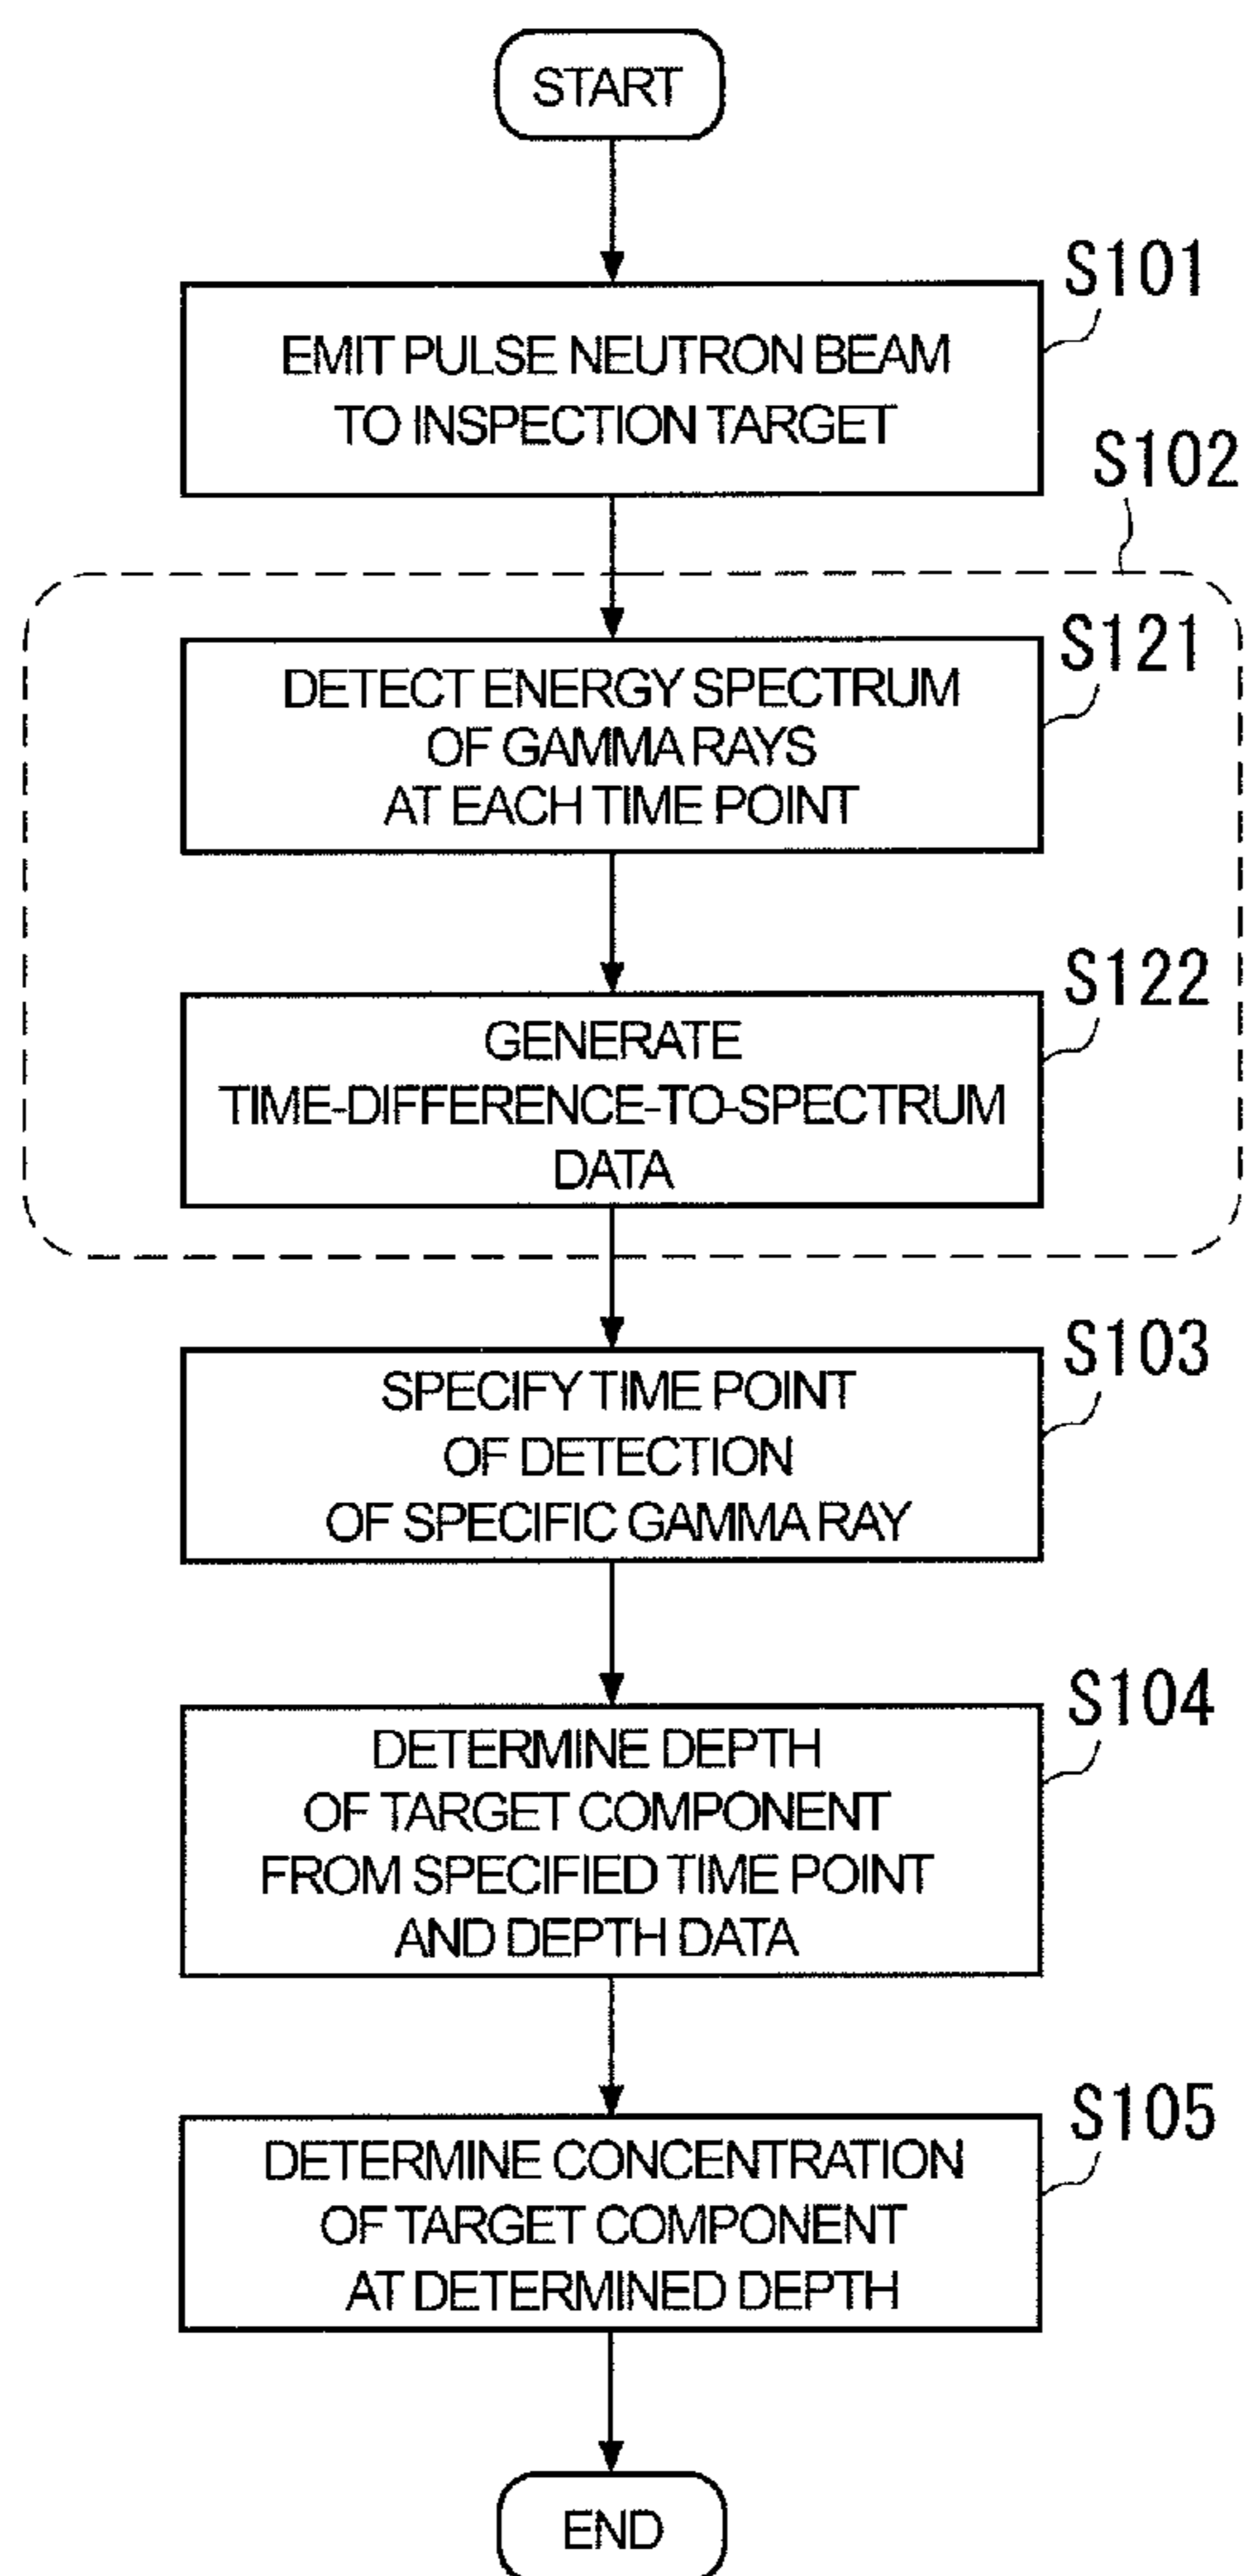 START
S101
EMIT PULSE NEUTRON BEAM
TO INSPECTION TARGET
S102
S121
DETECT ENERGY SPECTRUM
OF GAMMA RAYS
AT EACH TIME POINT
S122
GENERATE
TIME-DIFFERENCE-TO-SPECTRUM
DATA
S103
SPECIFY TIME POINT
OF DETECTION
OF SPECIFIC GAMMA RAY
S104
DETERMINE DEPTH
OF TARGET COMPONENT
FROM SPECIFIED TIME POINT
AND DEPTH DATA
S105
DETERMINE CONCENTRATION
OF TARGET COMPONENT
AT DETERMINED DEPTH
END